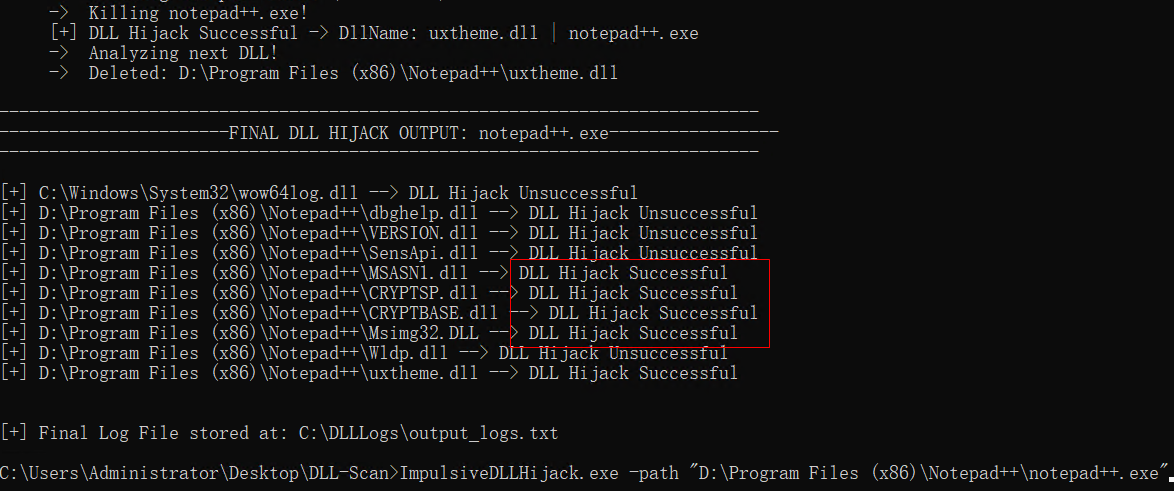 -> Killing notepad++.exe!
[+] DLL Hijack Successful -> DllName: uxtheme.dll | notepad++.exe
-> Analyzing next DLL!
-> Deleted: D:\Program Files (x86)\Notepad++\uxtheme.dll
----------------------------------------------------------------------------
-----------------------FINAL DLL HIJACK OUTPUT: notepad++.exe-----------------
----------------------------------------------------------------------------
[+] C:\Windows\System32\wow64log.dll --> DLL Hijack Unsuccessful
[+] D:\Program Files (x86)\Notepad++\dbghelp.dll --> DLL Hijack Unsuccessful
[+] D:\Program Files (x86)\Notepad++\VERSION.dll --> DLL Hijack Unsuccessful
[+] D:\Program Files (x86)\Notepad++\SensApi.dll --> DLL Hijack Unsuccessful
[+] D:\Program Files (x86)\Notepad++\MSASN1.dll --> DLL Hijack Successful
[+] D:\Program Files (x86)\Notepad++\CRYPTSP.dll --> DLL Hijack Successful
[+] D:\Program Files (x86)\Notepad++\CRYPTBASE.dll --> DLL Hijack Successful
[+] D:\Program Files (x86)\Notepad++\Msimg32.DLL --> DLL Hijack Successful
[+] D:\Program Files (x86)\Notepad++\Wldp.dll --> DLL Hijack Unsuccessful
[+] D:\Program Files (x86)\Notepad++\uxtheme.dll --> DLL Hijack Successful
[+] Final Log File stored at: C:\DLLLogs\output_logs.txt
C:\Users\Administrator\Desktop\DLL-Scan>ImpulsiveDLLHijack.exe -path "D:\Program Files (x86)\Notepad++\notepad++.exe"